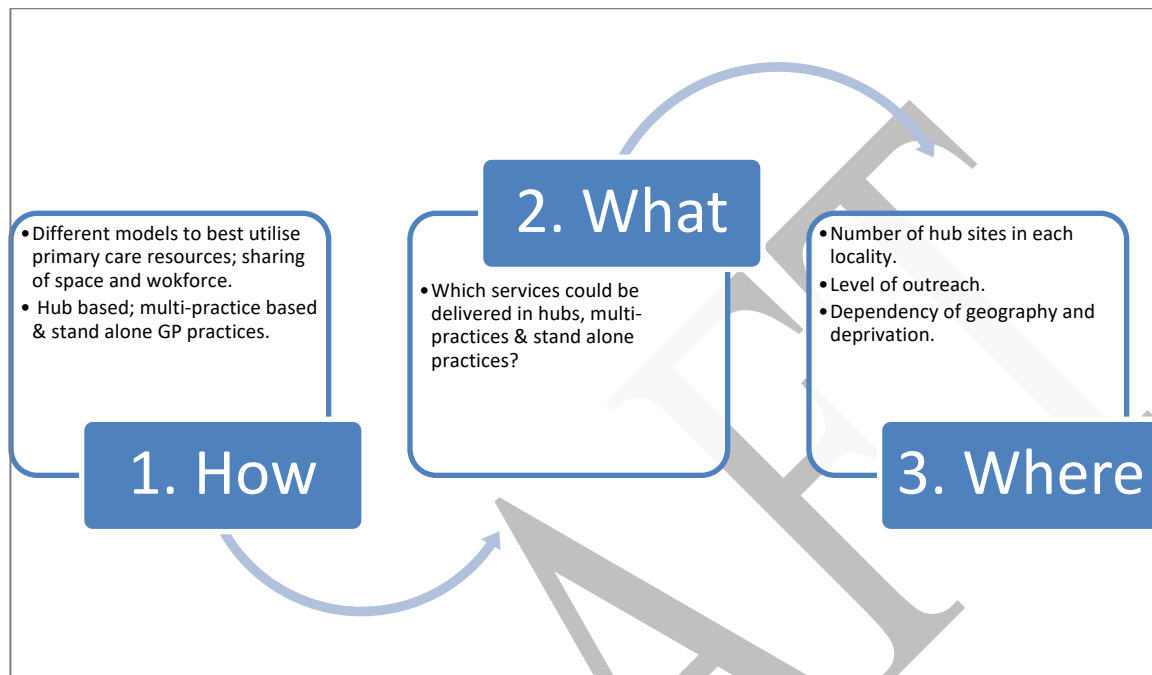 •Different models to best utilise
primary care resources; sharing
of space and wokforce.
• Hub based; multi-practice based
& stand alone GP practices.
1. How
2. What
•Which services could be
delivered in hubs, multi-
practices & stand alone
practices?
•Number of hub sites in each
locality.
•Level of outreach.
•Dependency of geography and
deprivation.
3. Where
AFT